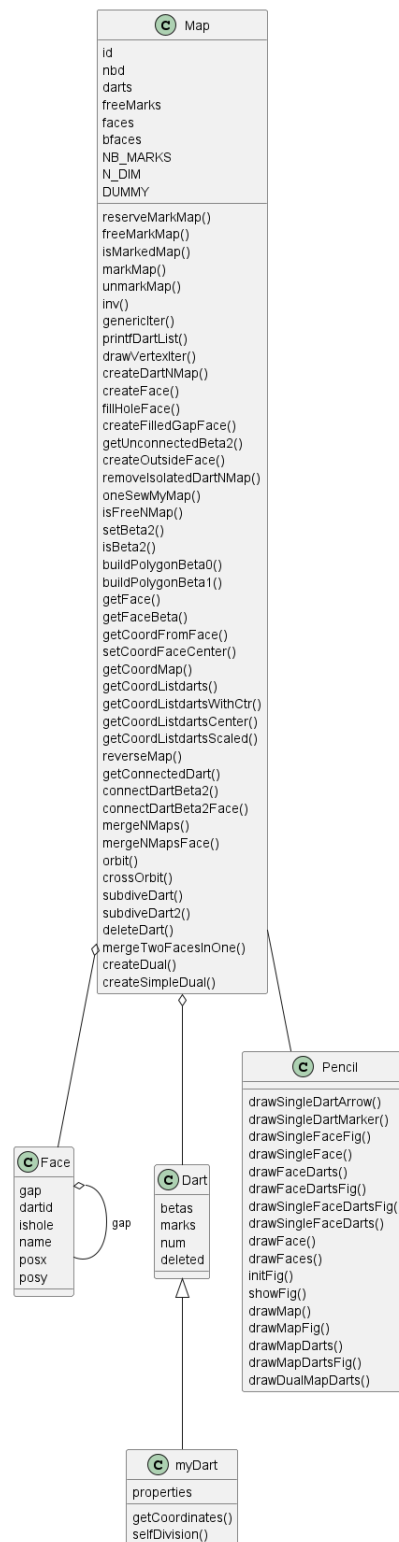 C Map
id
nbd
darts
freeMarks
faces
bfaces
NB_MARKS
N_DIM
DUMMY
reserveMarkMap()
freeMarkMap()
isMarkedMap()
markMap()
unmarkMap()
inv()
genericIter()
printfDartList()
drawVertexIter()
createDartNMap()
createFace()
fillHoleFace()
createFilledGapFace()
getUnconnectedBeta2()
createOutsideFace()
removeIsolatedDartNMap()
oneSewMyMap()
isFreeNMap()
setBeta2()
isBeta2()
buildPolygonBeta0()
buildPolygonBeta1()
getFace()
getFaceBeta()
getCoordFromFace()
setCoordFaceCenter()
getCoordMap()
getCoordListdarts()
getCoordListdartsWithCtr()
getCoordListdartsCenter()
getCoordListdartsScaled()
reverseMap()
getConnectedDart()
connectDartBeta2()
connectDartBeta2Face()
mergeNMaps()
mergeNMapsFace()
orbit()
crossOrbit()
subdiveDart()
subdiveDart2()
deleteDart()
mergeTwoFacesInOne()
createDual()
createSimpleDual()
C Face
gap
dartid
ishole
name
posx
posy
gap
C Dart
betas
marks
num
deleted
C Pencil
drawSingleDartArrow()
drawSingleDartMarker()
drawSingleFaceFig()
drawSingleFace()
drawFaceDarts()
drawFaceDartsFig()
drawSingleFaceDartsFig(
drawSingleFaceDarts()
drawFace()
drawFaces()
initFig()
showFig()
drawMap()
drawMapFig()
drawMapDarts()
drawMapDartsFig()
drawDualMapDarts()
C myDart
properties
getCoordinates()
selfDivision()